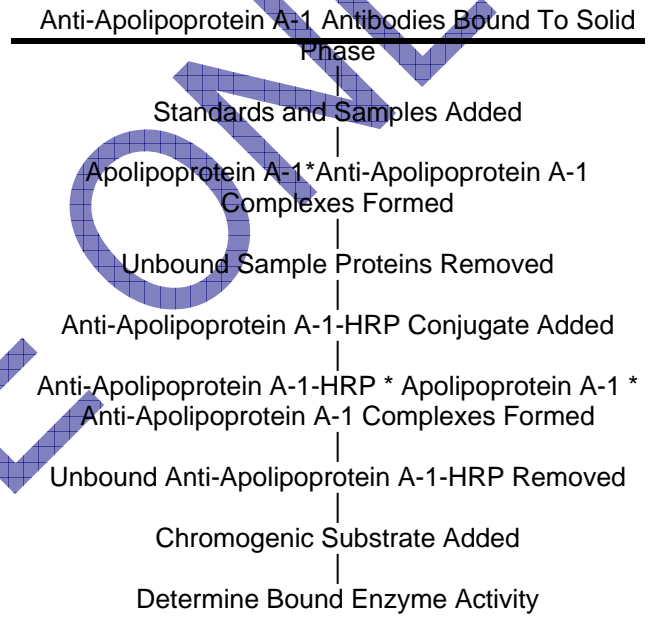 Anti-Apolipoprotein A-1 Antibodies Bound To Solid
Phase
|
Standards and Samples Added
|
Apolipoprotein A-1*Anti-Apolipoprotein A-1
Complexes Formed
|
Unbound Sample Proteins Removed
|
Anti-Apolipoprotein A-1-HRP Conjugate Added
|
Anti-Apolipoprotein A-1-HRP * Apolipoprotein A-1 *
Anti-Apolipoprotein A-1 Complexes Formed
|
Unbound Anti-Apolipoprotein A-1-HRP Removed
|
Chromogenic Substrate Added
|
Determine Bound Enzyme Activity